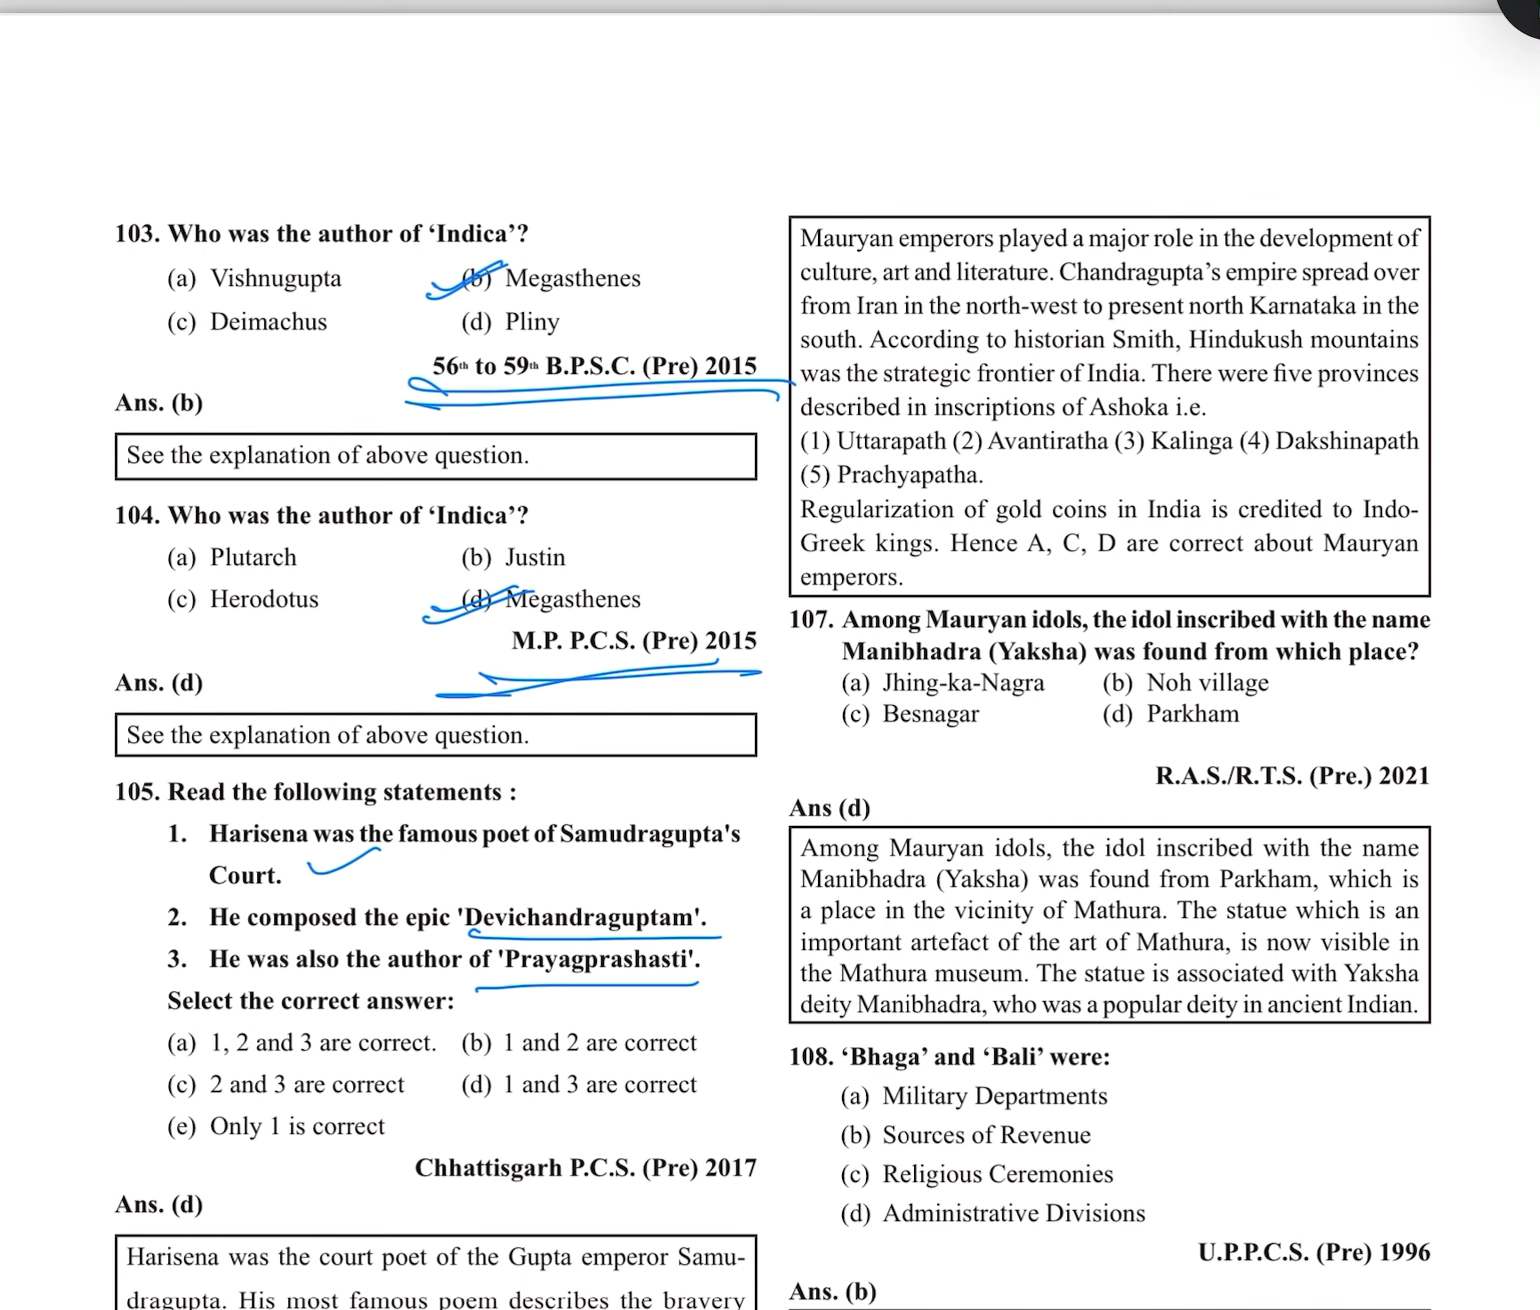 103. Who was the author of ‘Indica’?
(a) Vishnugupta (b) Megasthenes
(c) Deimachus (d) Pliny
56th to 59th B.P.S.C. (Pre) 2015
Ans. (b)
See the explanation of above question.
104. Who was the author of ‘Indica’?
(a) Plutarch (b) Justin
(c) Herodotus (d) Megasthenes
M.P. P.C.S. (Pre) 2015
Ans. (d)
See the explanation of above question.
105. Read the following statements :
1. Harisena was the famous poet of Samudragupta's
Court.
2. He composed the epic 'Devichandraguptam'.
3. He was also the author of 'Prayagprashasti'.
Select the correct answer:
(a) 1, 2 and 3 are correct. (b) 1 and 2 are correct
(c) 2 and 3 are correct (d) 1 and 3 are correct
(e) Only 1 is correct
Chhattisgarh P.C.S. (Pre) 2017
Ans. (d)
Harisena was the court poet of the Gupta emperor Samu-
dragupta. His most famous poem describes the bravery
Mauryan emperors played a major role in the development of
culture, art and literature. Chandragupta’s empire spread over
from Iran in the north-west to present north Karnataka in the
south. According to historian Smith, Hindukush mountains
was the strategic frontier of India. There were five provinces
described in inscriptions of Ashoka i.e.
(1) Uttarapath (2) Avantiratha (3) Kalinga (4) Dakshinapath
(5) Prachyapatha.
Regularization of gold coins in India is credited to Indo-
Greek kings. Hence A, C, D are correct about Mauryan
emperors.
107. Among Mauryan idols, the idol inscribed with the name
Manibhadra (Yaksha) was found from which place?
(a) Jhing-ka-Nagra (b) Noh village
(c) Besnagar (d) Parkham
R.A.S./R.T.S. (Pre.) 2021
Ans (d)
Among Mauryan idols, the idol inscribed with the name
Manibhadra (Yaksha) was found from Parkham, which is
a place in the vicinity of Mathura. The statue which is an
important artefact of the art of Mathura, is now visible in
the Mathura museum. The statue is associated with Yaksha
deity Manibhadra, who was a popular deity in ancient Indian.
108. ‘Bhaga’ and ‘Bali’ were:
(a) Military Departments
(b) Sources of Revenue
(c) Religious Ceremonies
(d) Administrative Divisions
U.P.P.C.S. (Pre) 1996
Ans. (b)